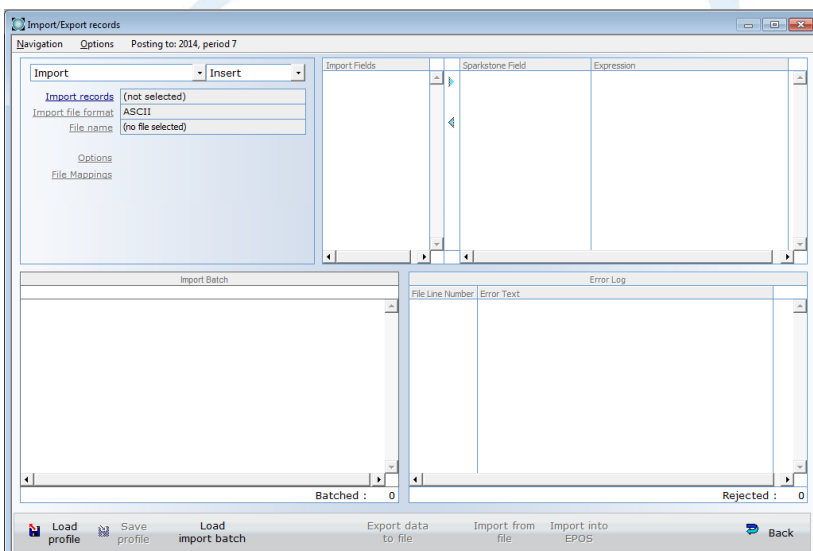 Import/Export records
Navigation Options Posting to: 2014, period 7
Import Insert
Import records (not selected)
Import file format ASCII
File name (no file selected)
Options
File Mappings
Import Fields Sparkstone Field Expression
Import Batch
Error Log
File Line Number Error Text
Batched : 0
Rejected : 0
Load profile
Save profile
Load import batch
Export data to file
Import from file
Import into EPOS
Back